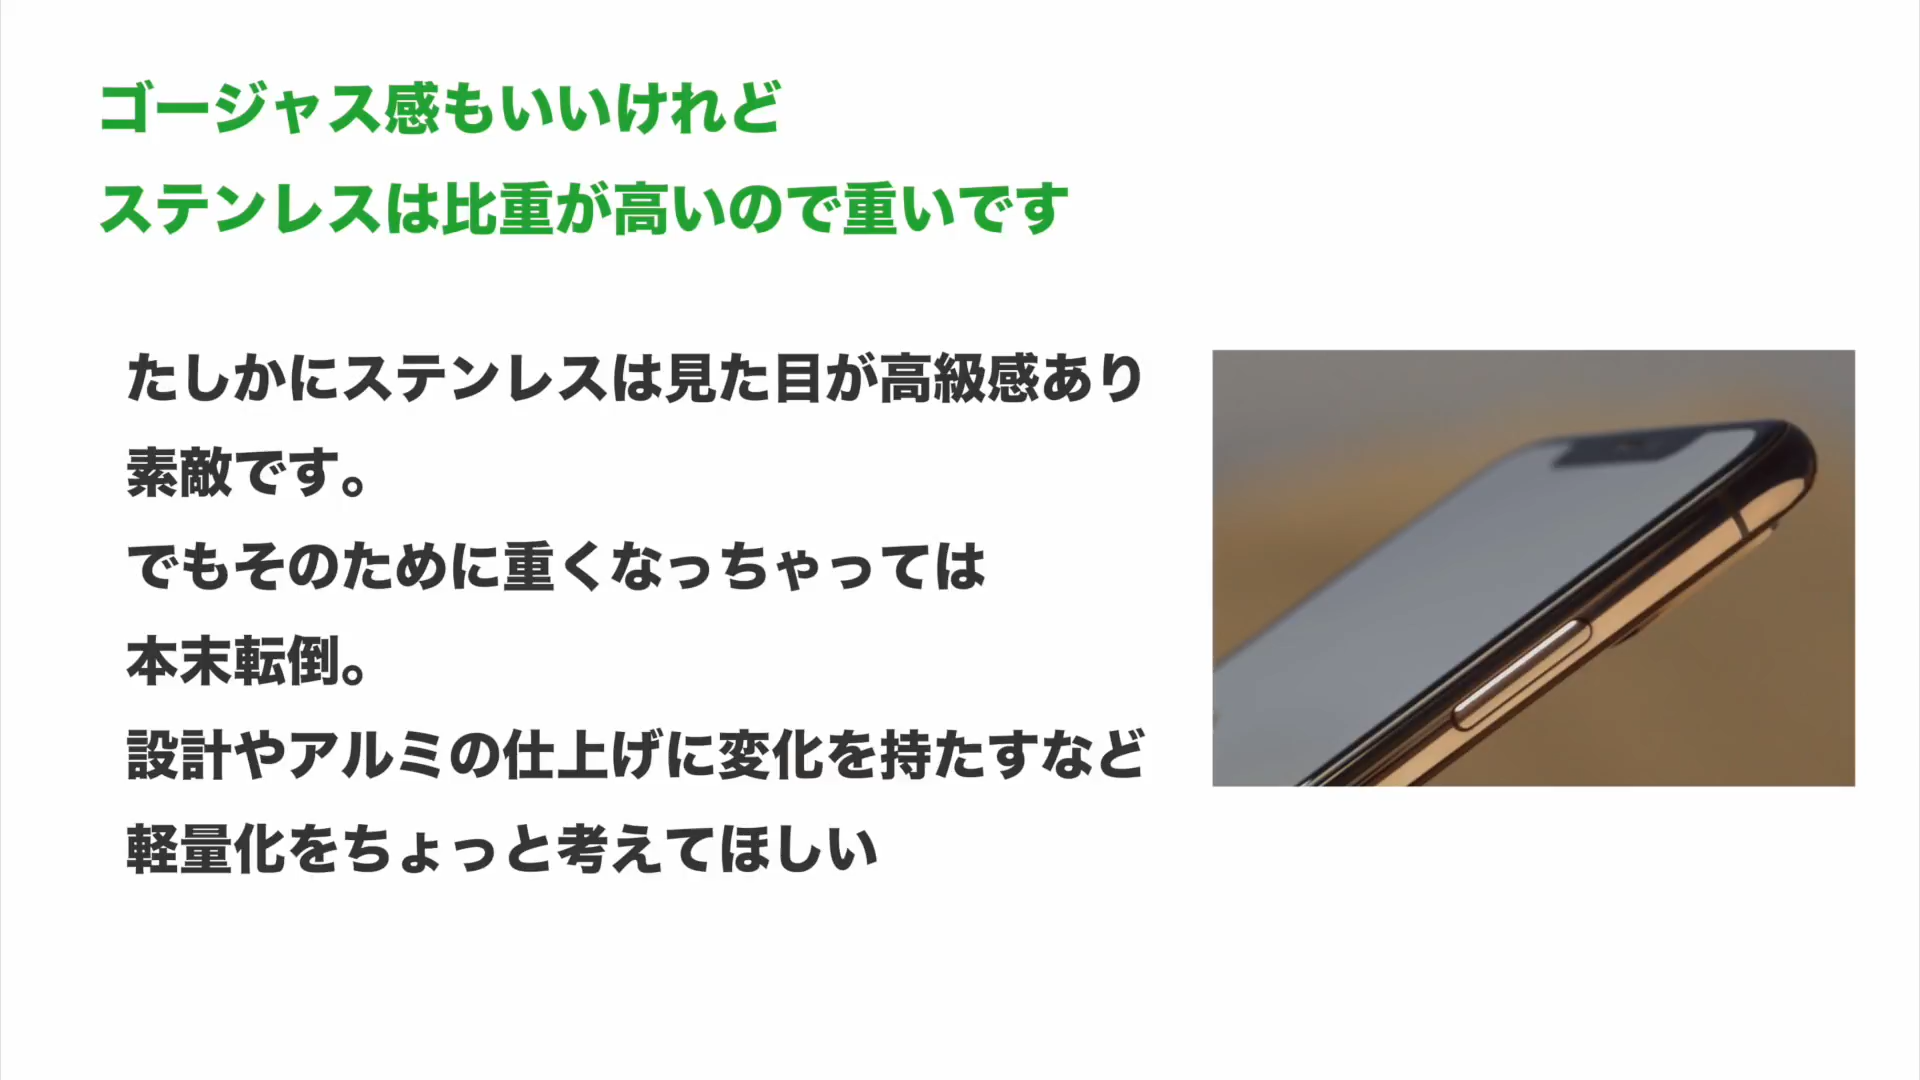 ゴージャス感もいいけれど
ステンレスは比重が高いので重いです
たしかにステンレスは見た目が高級感あり
素敵です。
でもそのために重くなっちゃっては
本末転倒。
設計やアルミの仕上げに変化を持たすなど
軽量化をちょっと考えてほしい